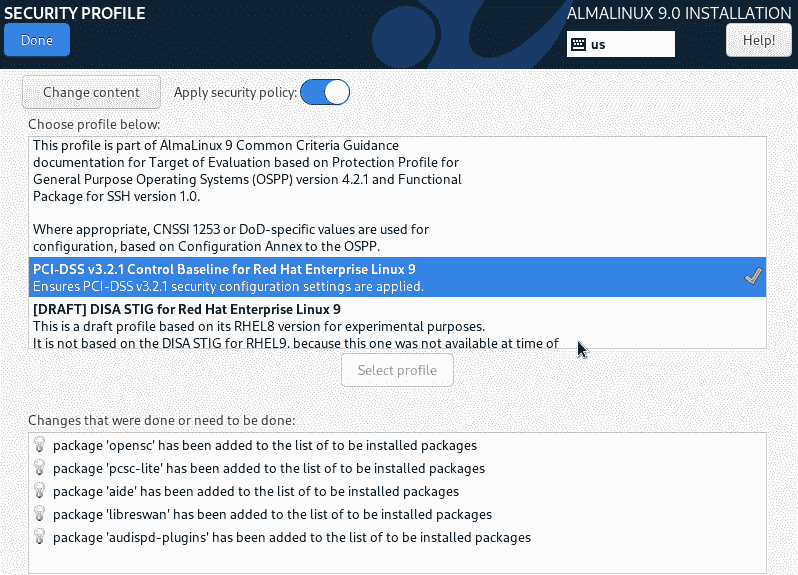 SECURITY PROFILE
ALMALINUX 9.0 INSTALLATION
Done
us
Help!
Change content
Apply security policy:
Choose profile below:
This profile is part of AlmaLinux 9 Common Criteria Guidance
documentation for Target of Evaluation based on Protection Profile for
General Purpose Operating Systems (OSPP) version 4.2.1 and Functional
Package for SSH version 1.0.
Where appropriate, CNSSI 1253 or DoD-specific values are used for
configuration, based on Configuration Annex to the OSPP.
PCI-DSS v3.2.1 Control Baseline for Red Hat Enterprise Linux 9
Ensures PCI-DSS v3.2.1 security configuration settings are applied.
[DRAFT] DISA STIG for Red Hat Enterprise Linux 9
This is a draft profile based on its RHEL8 version for experimental purposes.
It is not based on the DISA STIG for RHEL9, because this one was not available at time of
Select profile
Changes that were done or need to be done:
package 'opensc' has been added to the list of to be installed packages
package 'pcsc-lite' has been added to the list of to be installed packages
package 'aide' has been added to the list of to be installed packages
package 'libreswan' has been added to the list of to be installed packages
package 'audispd-plugins' has been added to the list of to be installed packages